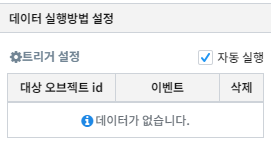 데이터 실행방법 설정
트리거 설정 자동 실행
대상 오브젝트 id 이벤트 삭제
데이터가 없습니다.